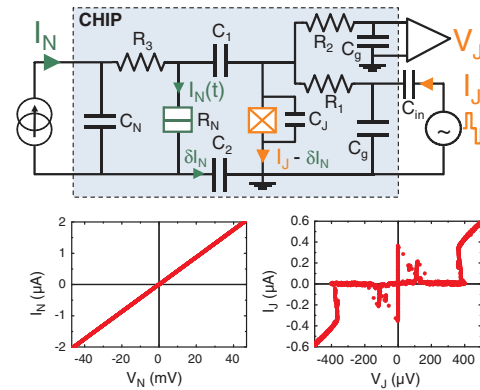 CHIP
I_N
R_3
C_1
R_2
C_g
V_J
I_N(t)
R_1
C_in
I_J
C_N
R_N
C_J
C_g
δI_N
C_2
I_J - δI_N
I_N (μA)
2
1
0
-1
-2
-40 -20 0 20 40
V_N (mV)
I_J (μA)
0.6
0.4
0.2
0.0
-0.2
-0.4
-0.6
-400 -200 0 200 400
V_J (μV)